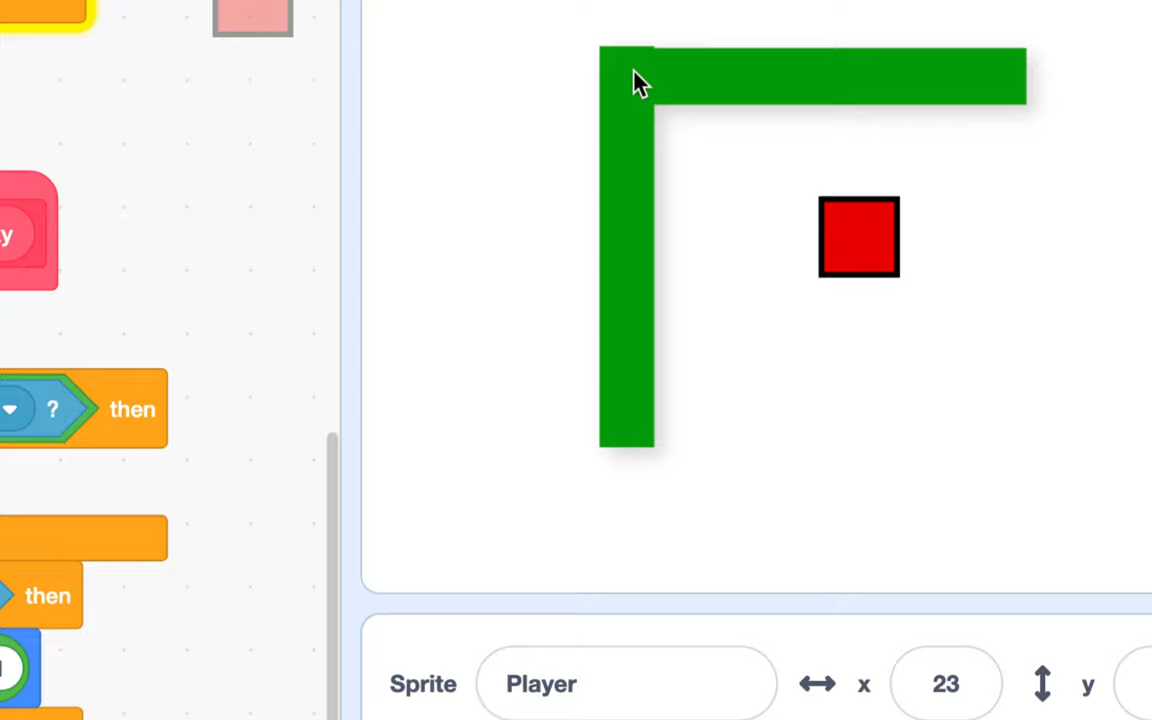 y
? then
then
Sprite Player x 23 y